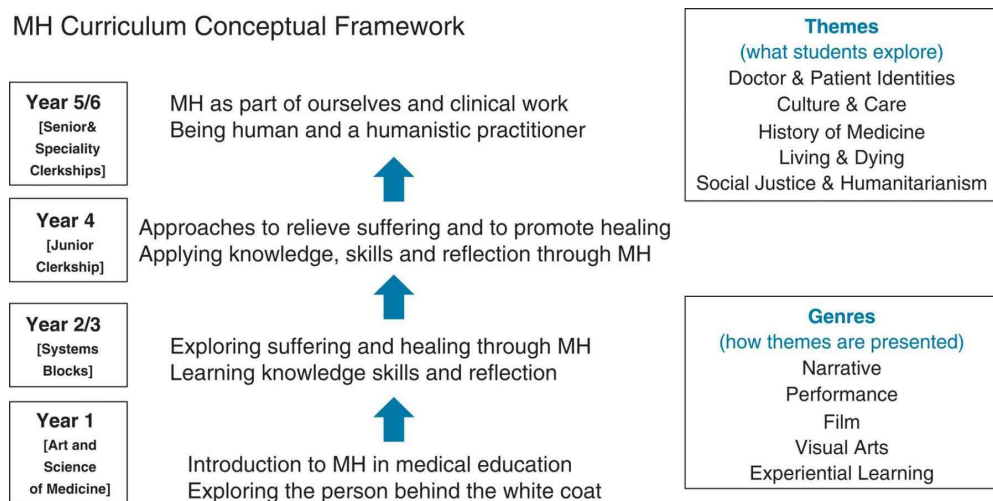 MH Curriculum Conceptual Framework
Year 5/6
[Senior&
Speciality
Clerkships]
MH as part of ourselves and clinical work
Being human and a humanistic practitioner
Year 4
[Junior
Clerkship]
Approaches to relieve suffering and to promote healing
Applying knowledge, skills and reflection through MH
Year 2/3
[Systems
Blocks]
Exploring suffering and healing through MH
Learning knowledge skills and reflection
Year 1
[Art and
Science
of Medicine]
Introduction to MH in medical education
Exploring the person behind the white coat
Themes
(what students explore)
Doctor & Patient Identities
Culture & Care
History of Medicine
Living & Dying
Social Justice & Humanitarianism
Genres
(how themes are presented)
Narrative
Performance
Film
Visual Arts
Experiential Learning